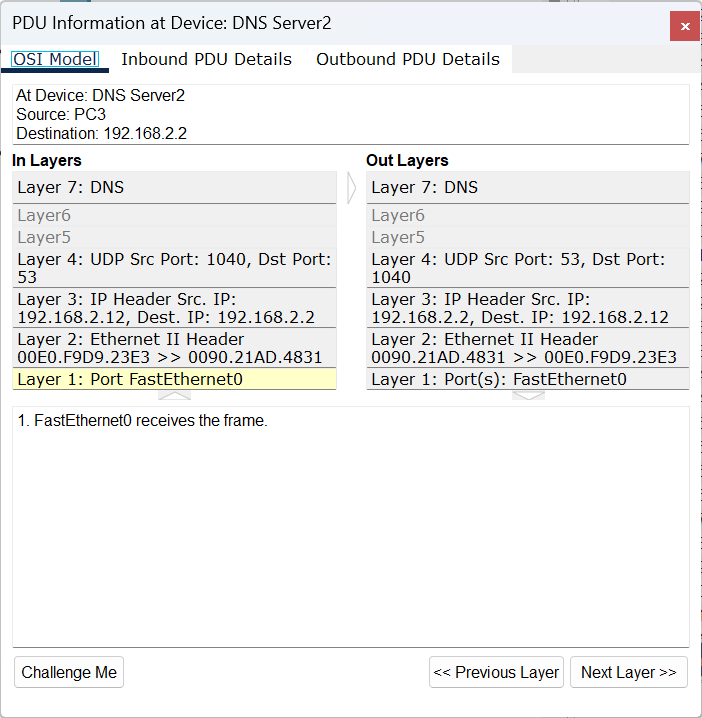 PDU Information at Device: DNS Server2
×
OSI Model Inbound PDU Details Outbound PDU Details
At Device: DNS Server2
Source: PC3
Destination: 192.168.2.2
In Layers
Layer 7: DNS
Layer6
Layer5
Layer 4: UDP Src Port: 1040, Dst Port:
53
Layer 3: IP Header Src. IP:
192.168.2.12, Dest. IP: 192.168.2.2
Layer 2: Ethernet II Header
00E0.F9D9.23E3 >> 0090.21AD.4831
Layer 1: Port FastEthernet0
Out Layers
Layer 7: DNS
Layer6
Layer5
Layer 4: UDP Src Port: 53, Dst Port:
1040
Layer 3: IP Header Src. IP:
192.168.2.2, Dest. IP: 192.168.2.12
Layer 2: Ethernet II Header
0090.21AD.4831 >> 00E0.F9D9.23E3
Layer 1: Port(s): FastEthernet0
1. FastEthernet0 receives the frame.
Challenge Me
<< Previous Layer
Next Layer >>